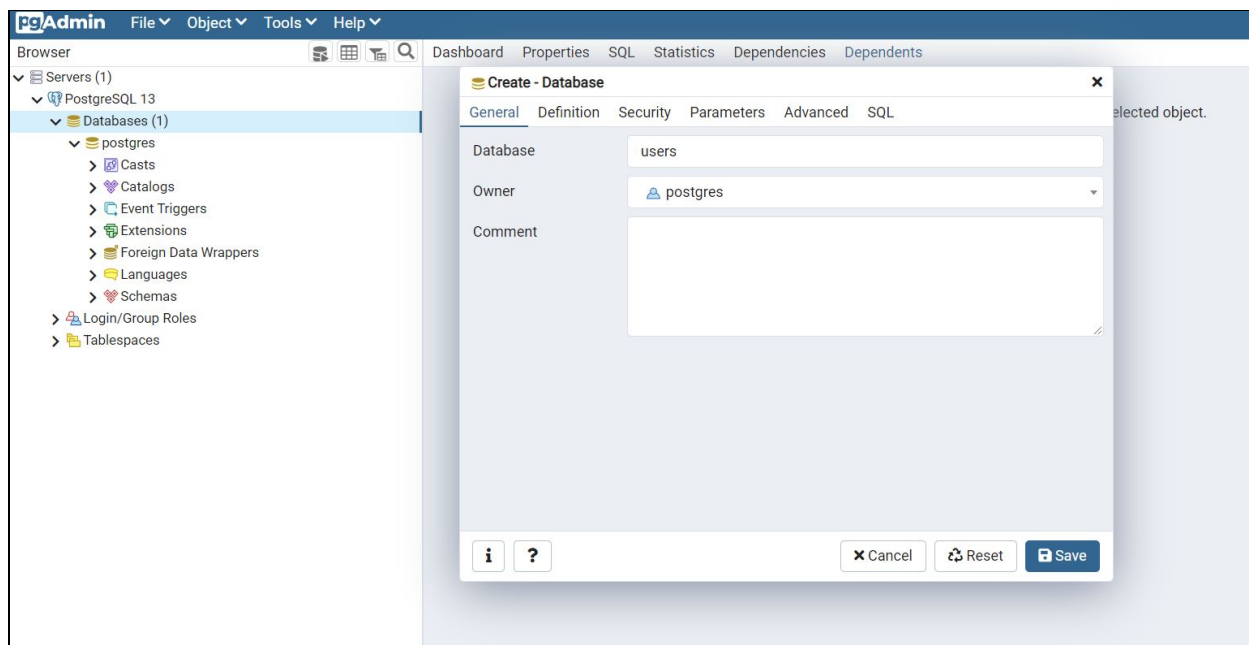 pgAdmin File Object Tools Help
Browser
Dashboard Properties SQL Statistics Dependencies Dependents
Servers (1)
PostgreSQL 13
Databases (1)
postgres
Casts
Catalogs
Event Triggers
Extensions
Foreign Data Wrappers
Languages
Schemas
Login/Group Roles
Tablespaces
Create - Database
General Definition Security Parameters Advanced SQL
selected object.
Database users
Owner postgres
Comment
i ? Cancel Reset Save